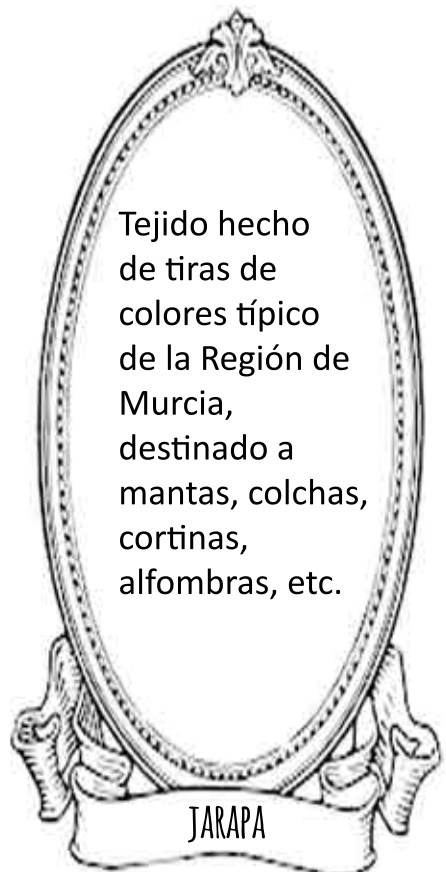 Tejido hecho
de tiras de
colores típico
de la Región de
Murcia,
destinado a
mantas, colchas,
cortinas,
alfombras, etc.
JARAPA